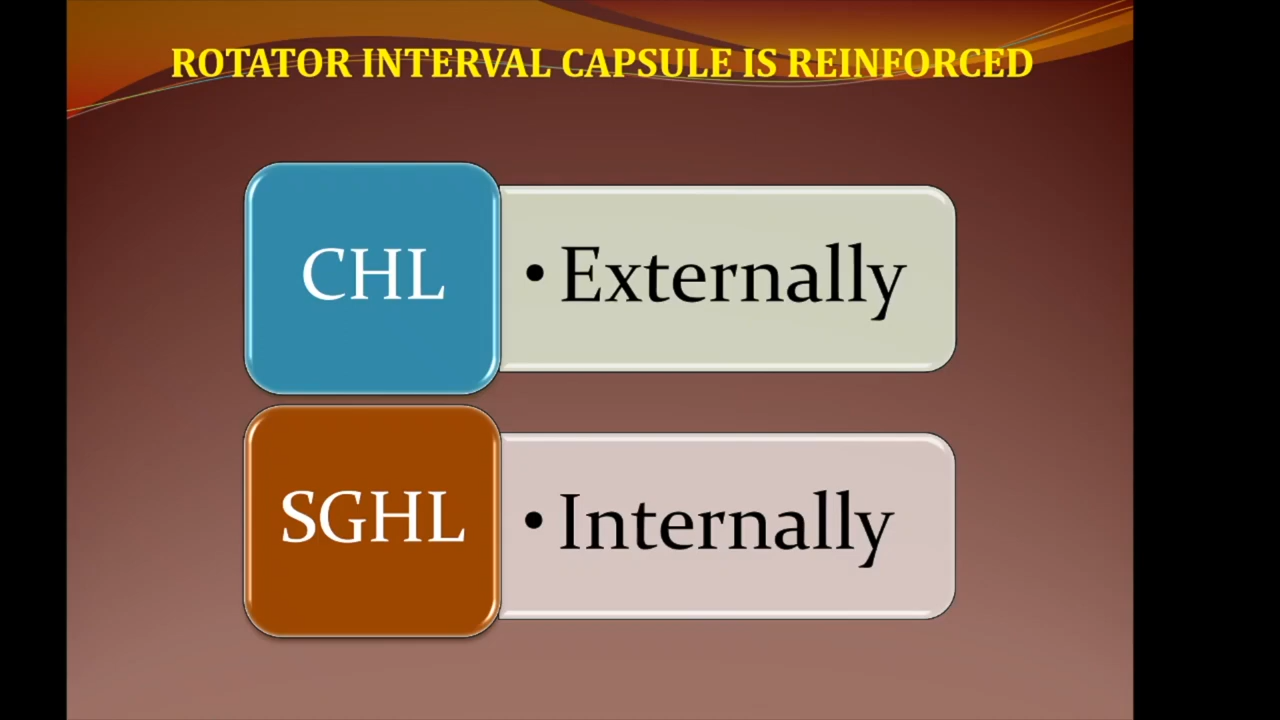 ROTATOR INTERVAL CAPSULE IS REINFORCED
CHL
• Externally
SGHL
• Internally